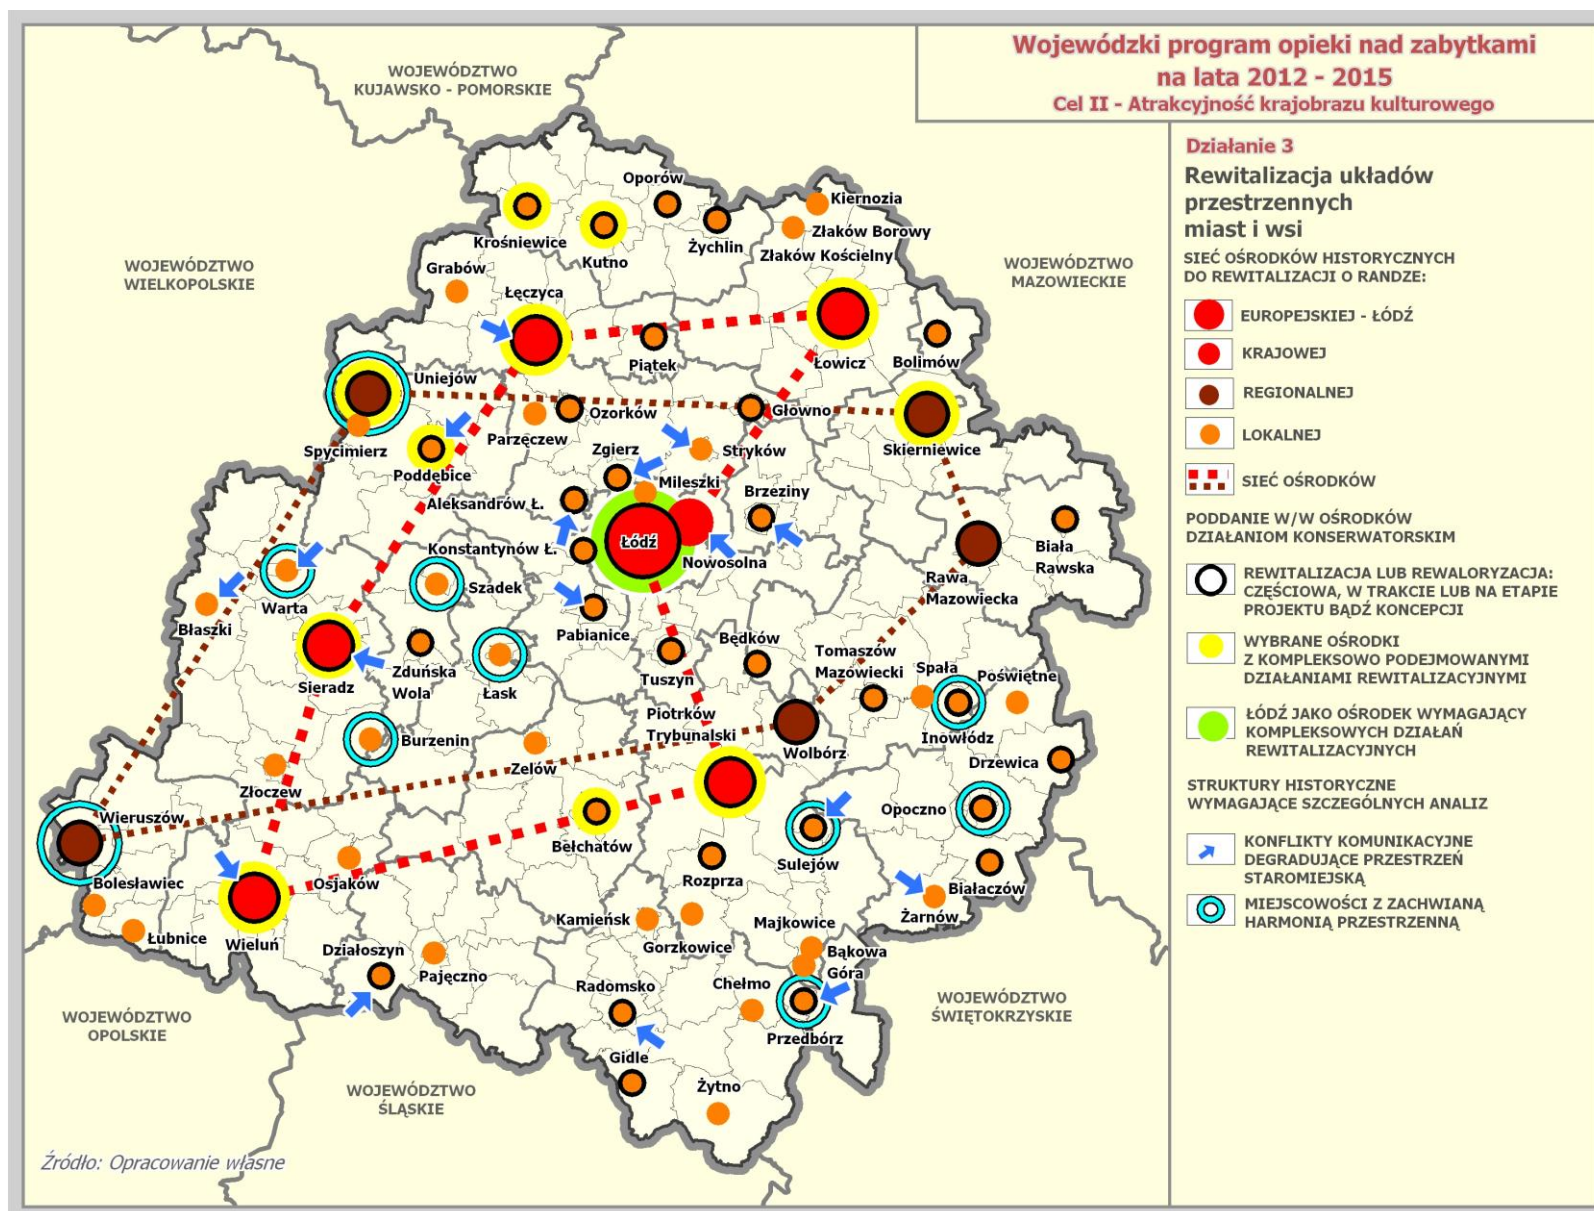 Wojewódzki program opieki nad zabytkami
na lata 2012 - 2015
Cel II - Atrakcyjność krajobrazu kulturowego
WOJEWÓDZTWO
KUJAWSKO - POMORSKIE
WOJEWÓDZTWO
WIELKOPOLSKIE
WOJEWÓDZTWO
MAZOWIECKIE
Oporów
Kiernozia
Krośniewice
Kutno
Żychlin
Złaków Borowy
Złaków Kościelny
Grabów
Łęczyca
Piątek
Łowicz
Bolimów
Uniejów
Ozorków
Główno
Parzęczew
Spycimierz
Zgierz
Stryków
Skierniewice
Poddębice
Mileszki
Brzeziny
Aleksandrów Ł.
Łódź
Konstantynów Ł.
Nowosolna
Biała
Rawska
Rawa
Mazowiecka
Szadek
Warta
Błaszki
Pabianice
Będków
Tomaszów
Mazowiecki
Spała
Poświętne
Zduńska
Wola
Łask
Tuszyn
Sieradz
Piotrków
Trybunalski
Inowłódz
Burzenin
Zelów
Wolbórz
Drzewica
Złoczew
Wieruszów
Opoczno
Bełchatów
Sulejów
Rozprza
Osjaków
Bolesławiec
Białaczów
Żarnów
Łubnice
Wieluń
Kamieńsk
Gorzkowice
Majkowice
Bąkowa
Góra
Działoszyn
Pajęczno
Radomsko
Chełmo
Przedbórz
Gidle
Żytno
WOJEWÓDZTWO
OPOLSKIE
WOJEWÓDZTWO
ŚLĄSKIE
WOJEWÓDZTWO
ŚWIĘTOKRZYSKIE
Źródło: Opracowanie własne
Działanie 3
Rewitalizacja układów
przestrzennych
miast i wsi
SIEĆ OŚRODKÓW HISTORYCZNYCH
DO REWITALIZACJI O RANDZE:
EUROPEJSKIEJ - ŁÓDŹ
KRAJOWEJ
REGIONALNEJ
LOKALNEJ
SIEĆ OŚRODKÓW
PODDANIE W/W OŚRODKÓW
DZIAŁANIOM KONSERWATORSKIM
REWITALIZACJA LUB REWALORYZACJA:
CZĘŚCIOWA, W TRAKCIE LUB NA ETAPIE
PROJEKTU BĄDŹ KONCEPCJI
WYBRANE OŚRODKI
Z KOMPLEKSOWO PODEJMOWANYMI
DZIAŁANIAMI REWITALIZACYJNYMI
ŁÓDŹ JAKO OŚRODEK WYMAGAJĄCY
KOMPLEKSOWYCH DZIAŁAŃ
REWITALIZACYJNYCH
STRUKTURY HISTORYCZNE
WYMAGAJĄCE SZCZEGÓLNYCH ANALIZ
KONFLIKTY KOMUNIKACYJNE
DEGRADUJĄCE PRZESTRZEŃ
STAROMIEJSKĄ
MIEJSCOWOŚCI Z ZACHWIANĄ
HARMONIĄ PRZESTRZENNĄ